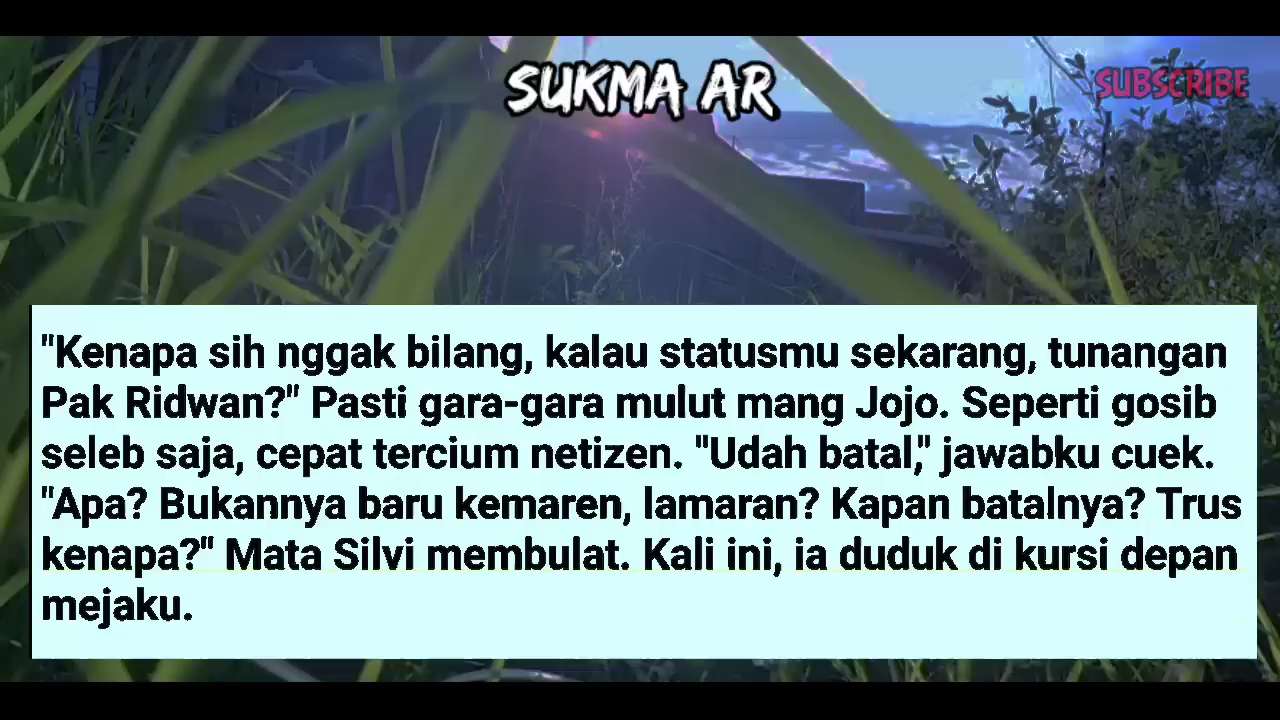 SUKMA AR
SUBSCRIBE
"Kenapa sih nggak bilang, kalau statusmu sekarang, tunangan
Pak Ridwan?" Pasti gara-gara mulut mang Jojo. Seperti gosib
seleb saja, cepat tercium netizen. "Udah batal," jawabku cuek.
"Apa? Bukannya baru kemaren, lamaran? Kapan batalnya? Trus
kenapa?" Mata Silvi membulat. Kali ini, ia duduk di kursi depan
mejaku.